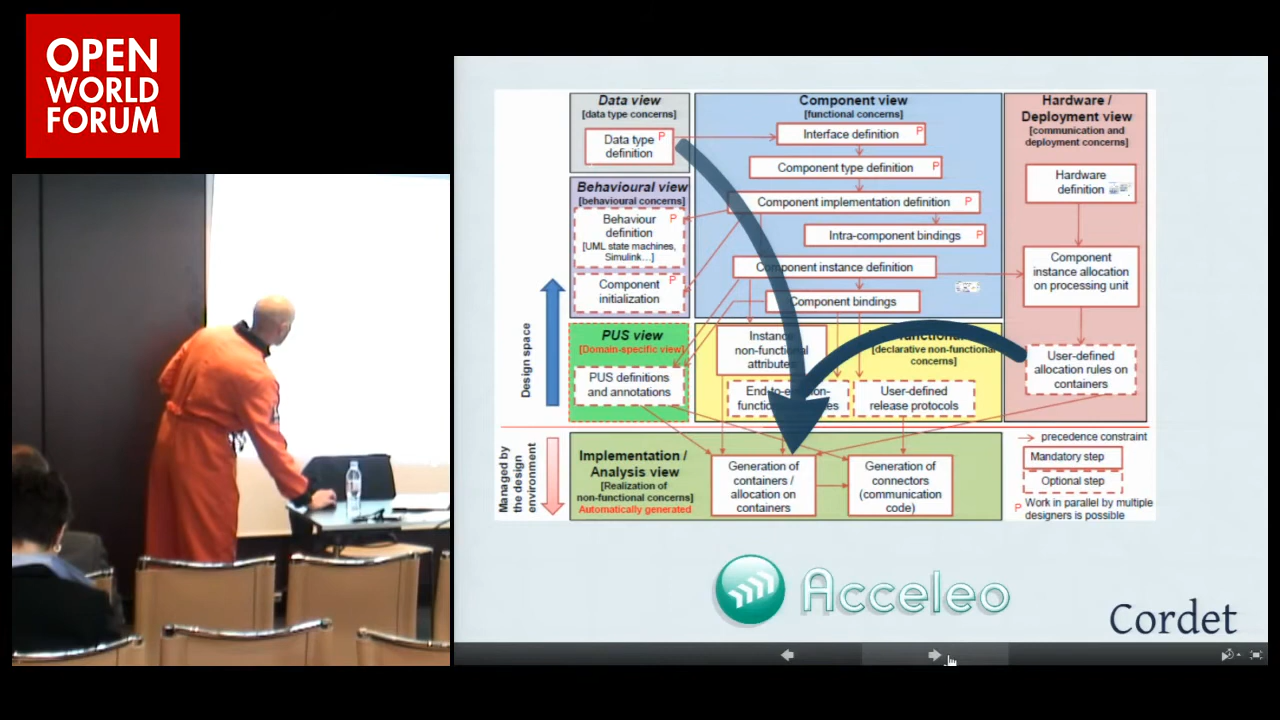 OPEN
WORLD
FORUM
Data view
[data type concerns]
Data type P
definition
Behavioural view
[behavioural concerns]
Behaviour P
definition
[UML state machines,
Simulink...]
Component P
initialization
PUS view
[Domain-specific view]
PUS definitions
and annotations
Component view
[functional concerns]
Interface definition P
Component type definition P
Component implementation definition P
Intra-component bindings P
Component instance definition
Component bindings
Instance
non-functional
attributes
[declarative non-functional
concerns]
User-defined
release protocols
Hardware /
Deployment view
[communication and
deployment concerns]
Hardware
definition
Component
instance allocation
on processing unit
User-defined
allocation rules on
containers
Design space
Managed by
the design
environment
Implementation /
Analysis view
[Realization of
non-functional concerns]
Automatically generated
Generation of
containers /
allocation on
containers
Generation of
connectors
(communication
code)
precedence constraint
Mandatory step
Optional step
P Work in parallel by multiple
designers is possible
Acceleo
Cordet